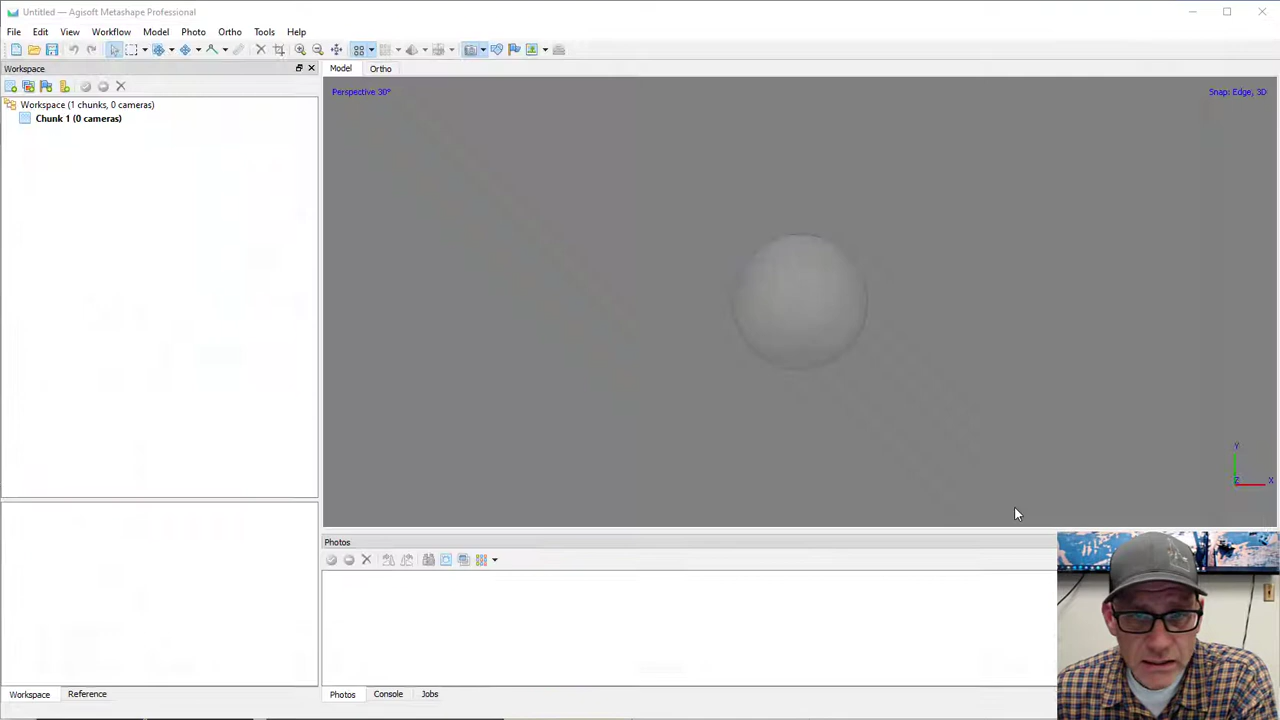 Untitled — Agisoft Metashape Professional
File Edit View Workflow Model Photo Ortho Tools Help
Workspace
Model Ortho
Perspective 30°
Snap: Edge, 3D
Workspace (1 chunks, 0 cameras)
Chunk 1 (0 cameras)
Y
Z
X
Photos
Workspace Reference
Photos Console Jobs